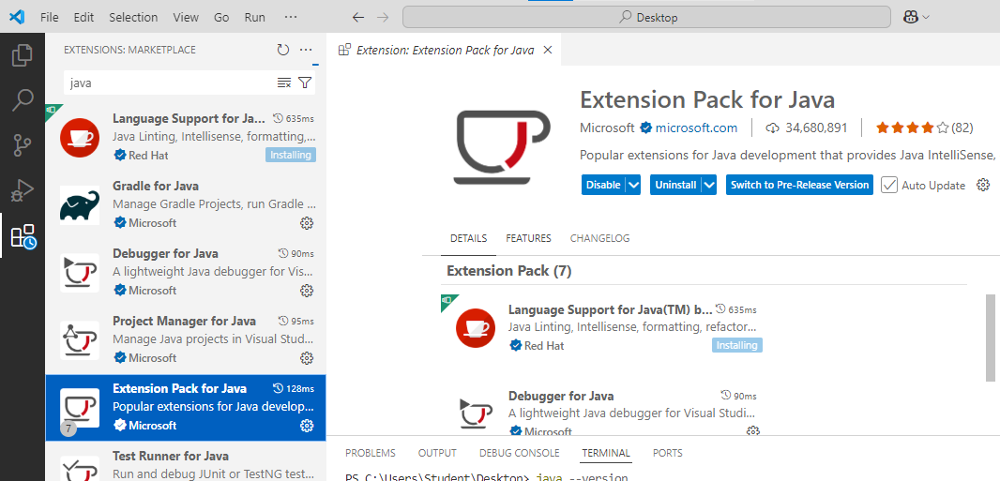 File Edit Selection View Go Run ··· Desktop
EXTENSIONS: MARKETPLACE ···
java
Language Support for Ja... 635ms
Java Linting, Intellisense, formatting,...
Red Hat Installing
Gradle for Java
Manage Gradle Projects, run Gradle ...
Microsoft
Debugger for Java 90ms
A lightweight Java debugger for Vis...
Microsoft
Project Manager for Java 95ms
Manage Java projects in Visual Stud...
Microsoft
Extension Pack for Java 128ms
Popular extensions for Java develop...
7 Microsoft
Test Runner for Java
Run and debug JUnit or TestNG test...
Extension: Extension Pack for Java
Extension Pack for Java
Microsoft microsoft.com 34,680,891 (82)
Popular extensions for Java development that provides Java IntelliSense,
Disable Uninstall Switch to Pre-Release Version Auto Update
DETAILS FEATURES CHANGELOG
Extension Pack (7)
Language Support for Java(TM) b... 635ms
Java Linting, Intellisense, formatting, refactor...
Red Hat Installing
Debugger for Java 90ms
A lightweight Java debugger for Visual Studi...
Microsoft
PROBLEMS OUTPUT DEBUG CONSOLE TERMINAL PORTS
PS C:\Users\Student\Desktop> java --version